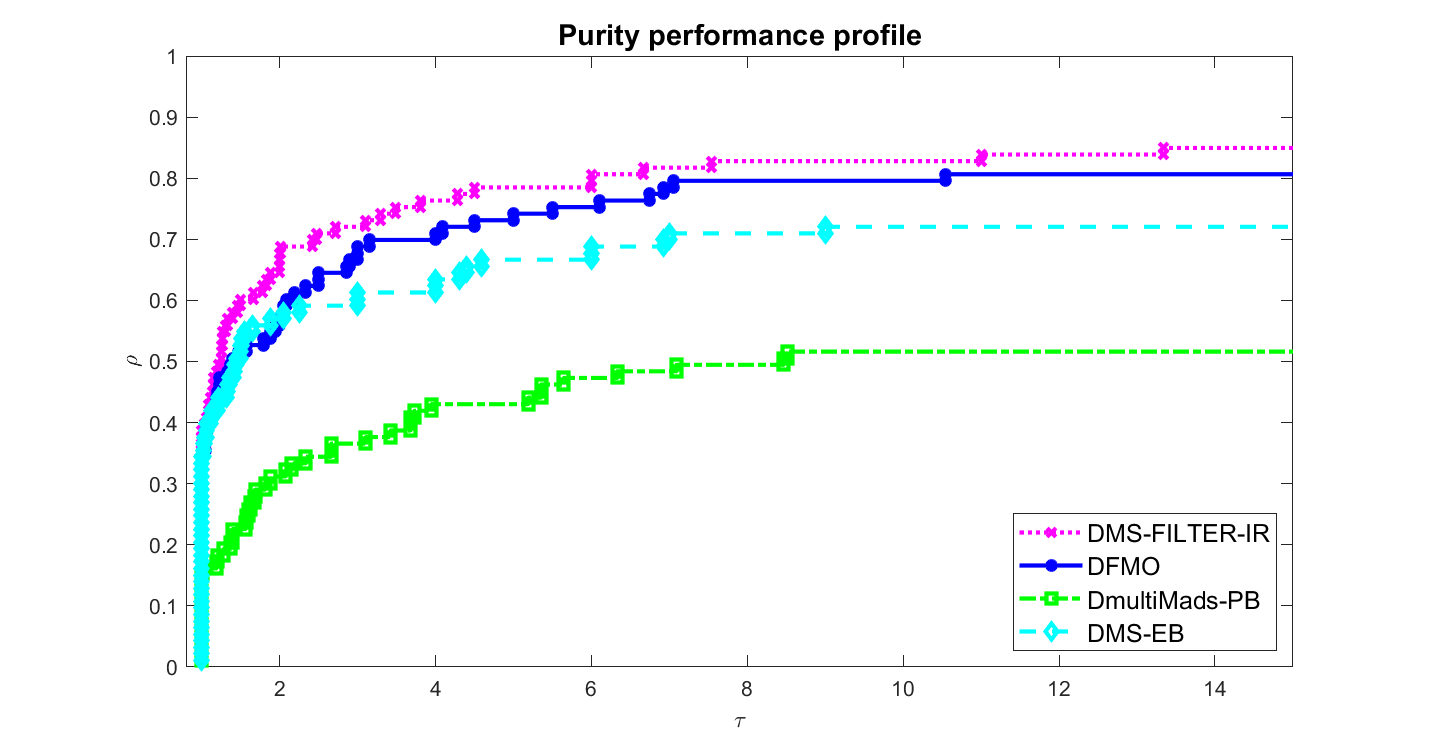 Purity performance profile
1
0.9
0.8
0.7
0.6
0.5
0.4
0.3
0.2
0.1
0
ρ
2 4 6 8 10 12 14
τ
DMS-FILTER-IR
DFMO
DmultiMads-PB
DMS-EB